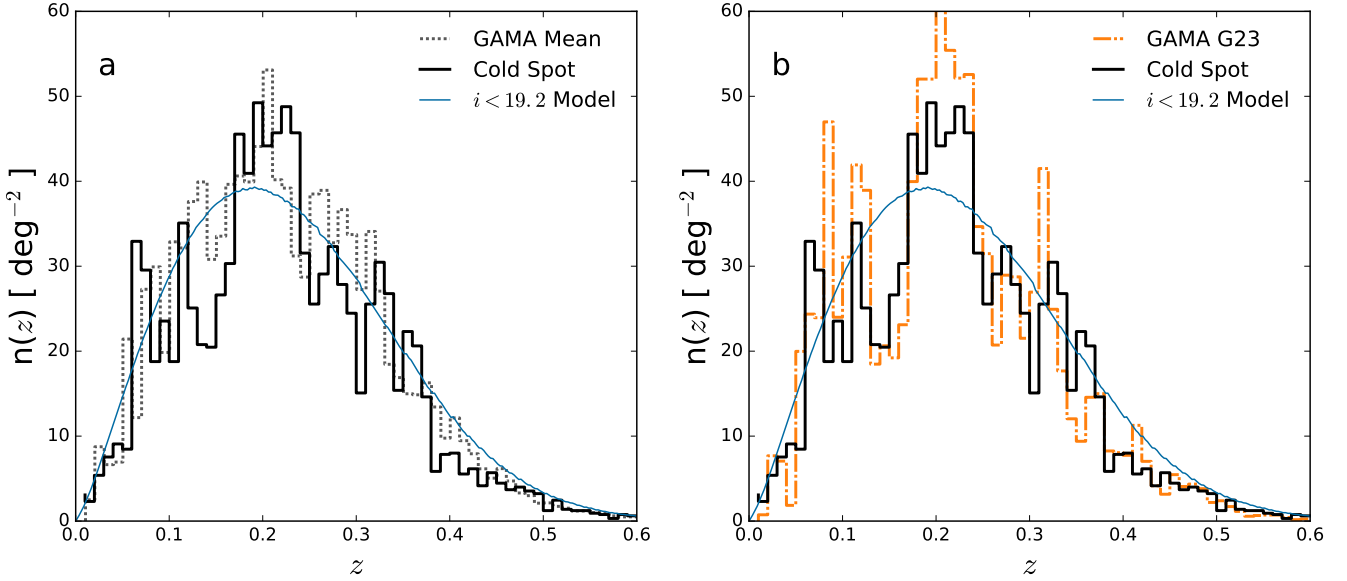 60
50
40
30
20
10
0
n(z) [ deg⁻² ]
a
GAMA Mean
Cold Spot
i < 19.2 Model
0.0 0.1 0.2 0.3 0.4 0.5 0.6
z
60
50
40
30
20
10
0
n(z) [ deg⁻² ]
b
GAMA G23
Cold Spot
i < 19.2 Model
0.0 0.1 0.2 0.3 0.4 0.5 0.6
z